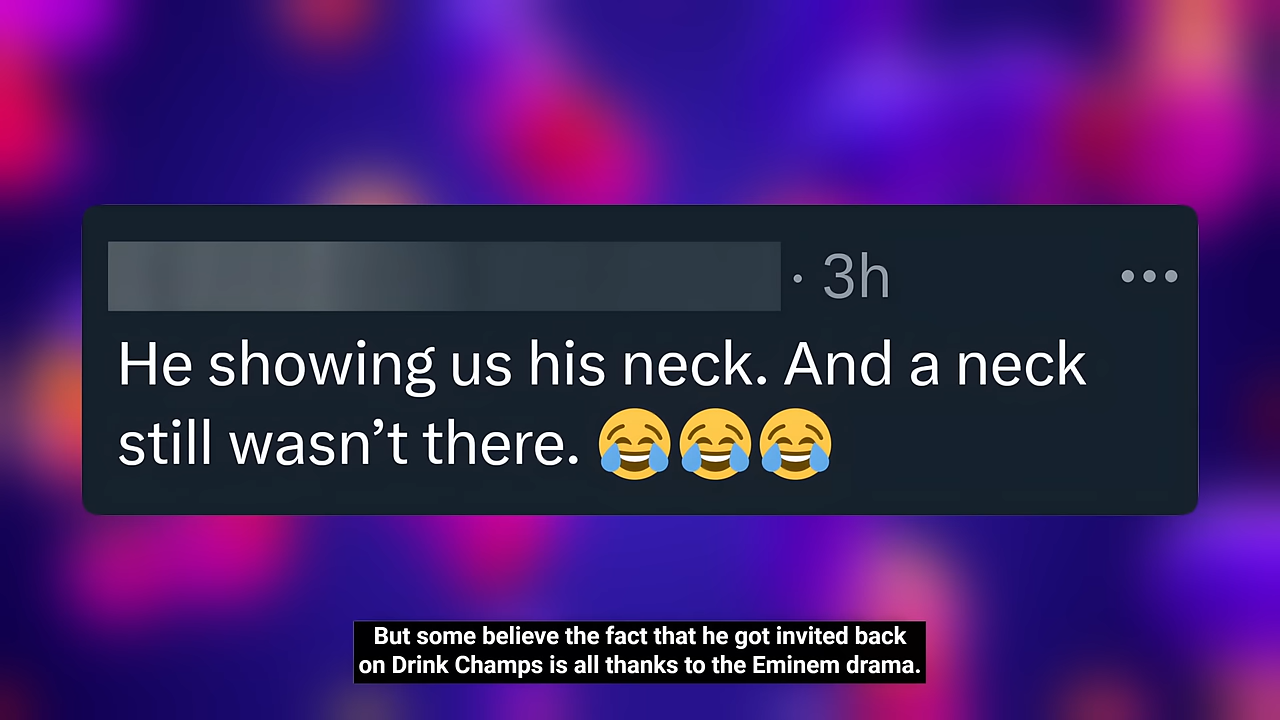 · 3h
He showing us his neck. And a neck
still wasn’t there. 😂😂😂
But some believe the fact that he got invited back
on Drink Champs is all thanks to the Eminem drama.